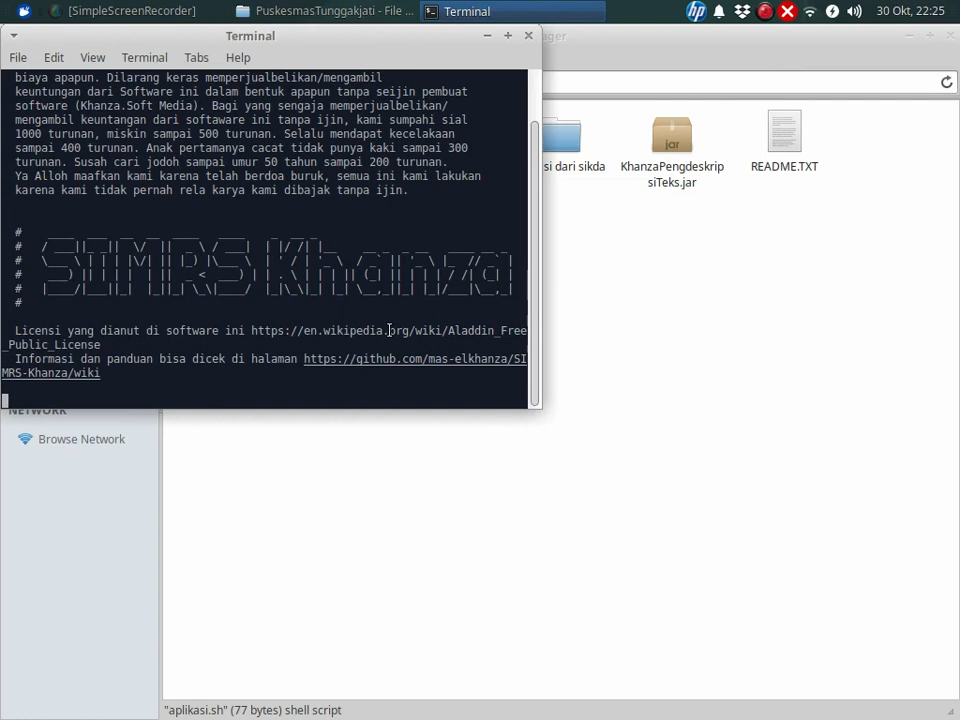 [SimpleScreenRecorder]
PuskesmasTunggakjati - File ...
Terminal
30 Okt, 22:25
Terminal
File Edit View Terminal Tabs Help
biaya apapun. Dilarang keras memperjualbelikan/mengambil
keuntungan dari Software ini dalam bentuk apapun tanpa seijin pembuat
software (Khanza.Soft Media). Bagi yang sengaja memperjualbelikan/
mengambil keuntangan dari softaware ini tanpa ijin, kami sumpahi sial
1000 turunan, miskin sampai 500 turunan. Selalu mendapat kecelakaan
sampai 400 turunan. Anak pertamanya cacat tidak punya kaki sampai 300
turunan. Susah cari jodoh sampai umur 50 tahun sampai 200 turunan.
Ya Alloh maafkan kami karena telah berdoa buruk, semua ini kami lakukan
karena kami tidak pernah rela karya kami dibajak tanpa ijin.
SIMRS Khanza
Licensi yang dianut di software ini https://en.wikipedia.org/wiki/Aladdin_Free
_Public_License
Informasi dan panduan bisa dicek di halaman https://github.com/mas-elkhanza/SI
MRS-Khanza/wiki
si dari sikda
KhanzaPengdeskrip
siTeks.jar
jar
README.TXT
NETWORK
Browse Network
"aplikasi.sh" (77 bytes) shell script